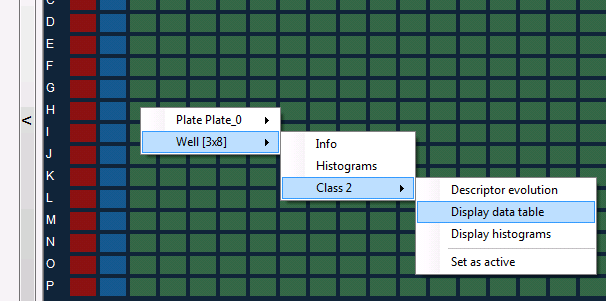 C
D
E
F
G
H
I
J
K
L
M
N
O
P
<
Plate Plate_0
Well [3x8]
Info
Histograms
Class 2
Descriptor evolution
Display data table
Display histograms
Set as active